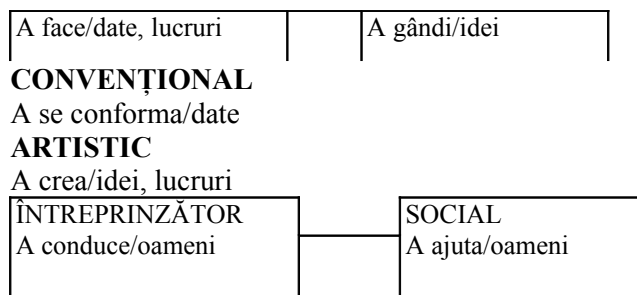 A face/date, lucruri
A gândi/idei
CONVENȚIONAL
A se conforma/date
ARTISTIC
A crea/idei, lucruri
ÎNTREPRINZĂTOR
A conduce/oameni
SOCIAL
A ajuta/oameni